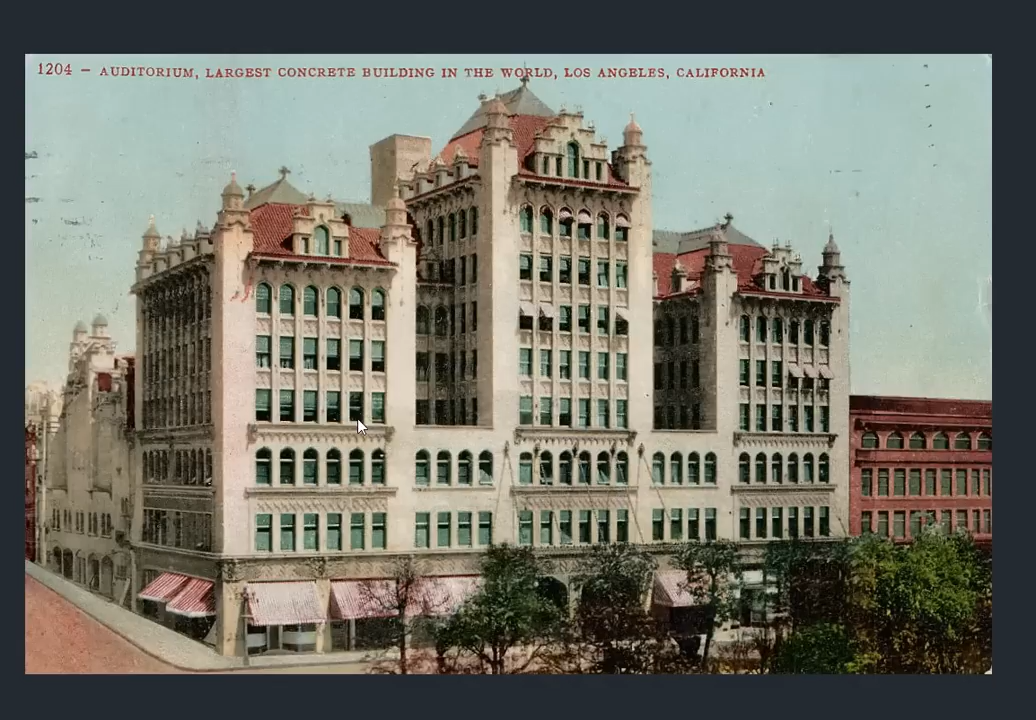 1204 – AUDITORIUM, LARGEST CONCRETE BUILDING IN THE WORLD, LOS ANGELES, CALIFORNIA